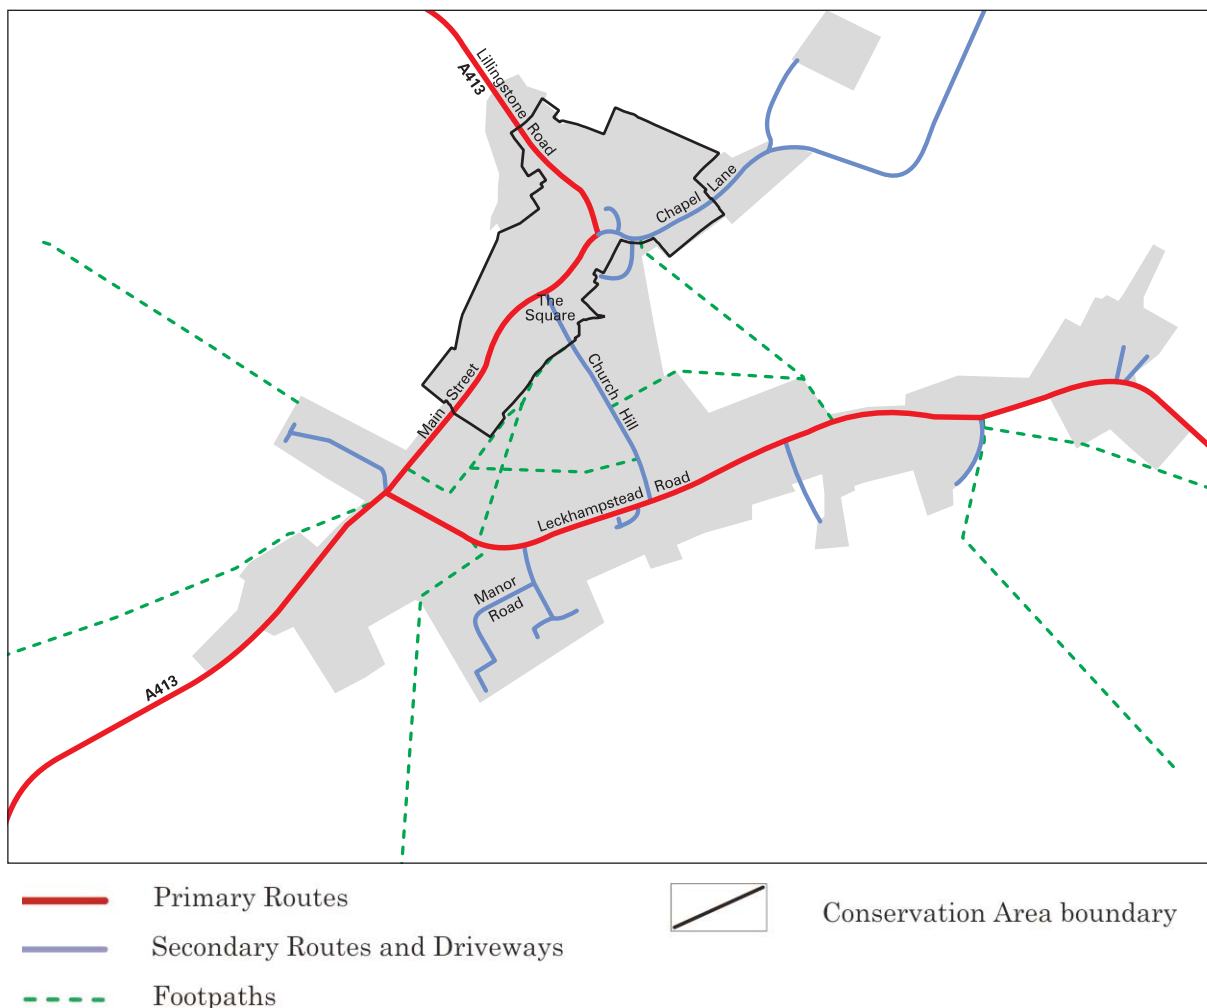 Lillingstone Road
A413
Chapel Lane
The
Square
Main Street
Church Hill
Leckhampstead Road
Manor
Road
A413
Primary Routes
Conservation Area boundary
Secondary Routes and Driveways
Footpaths